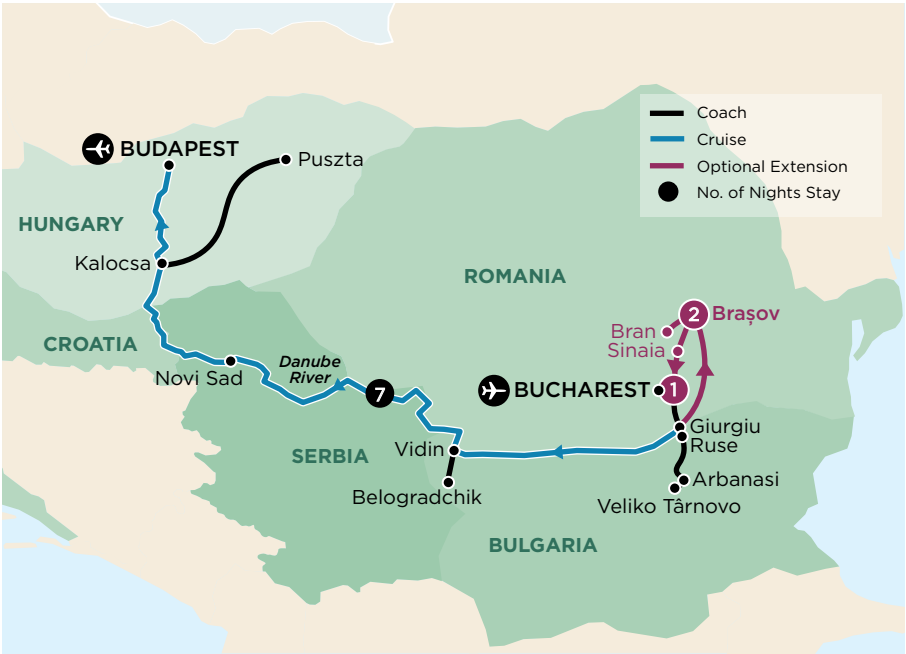 Coach
Cruise
Optional Extension
No. of Nights Stay
BUDAPEST
Puszta
HUNGARY
Kalocsa
ROMANIA
CROATIA
2
Brașov
Bran
Sinaia
Novi Sad
Danube
River
7
BUCHAREST
1
Giurgiu
Ruse
Vidin
SERBIA
Belogradchik
Arbanasi
Veliko Târnovo
BULGARIA